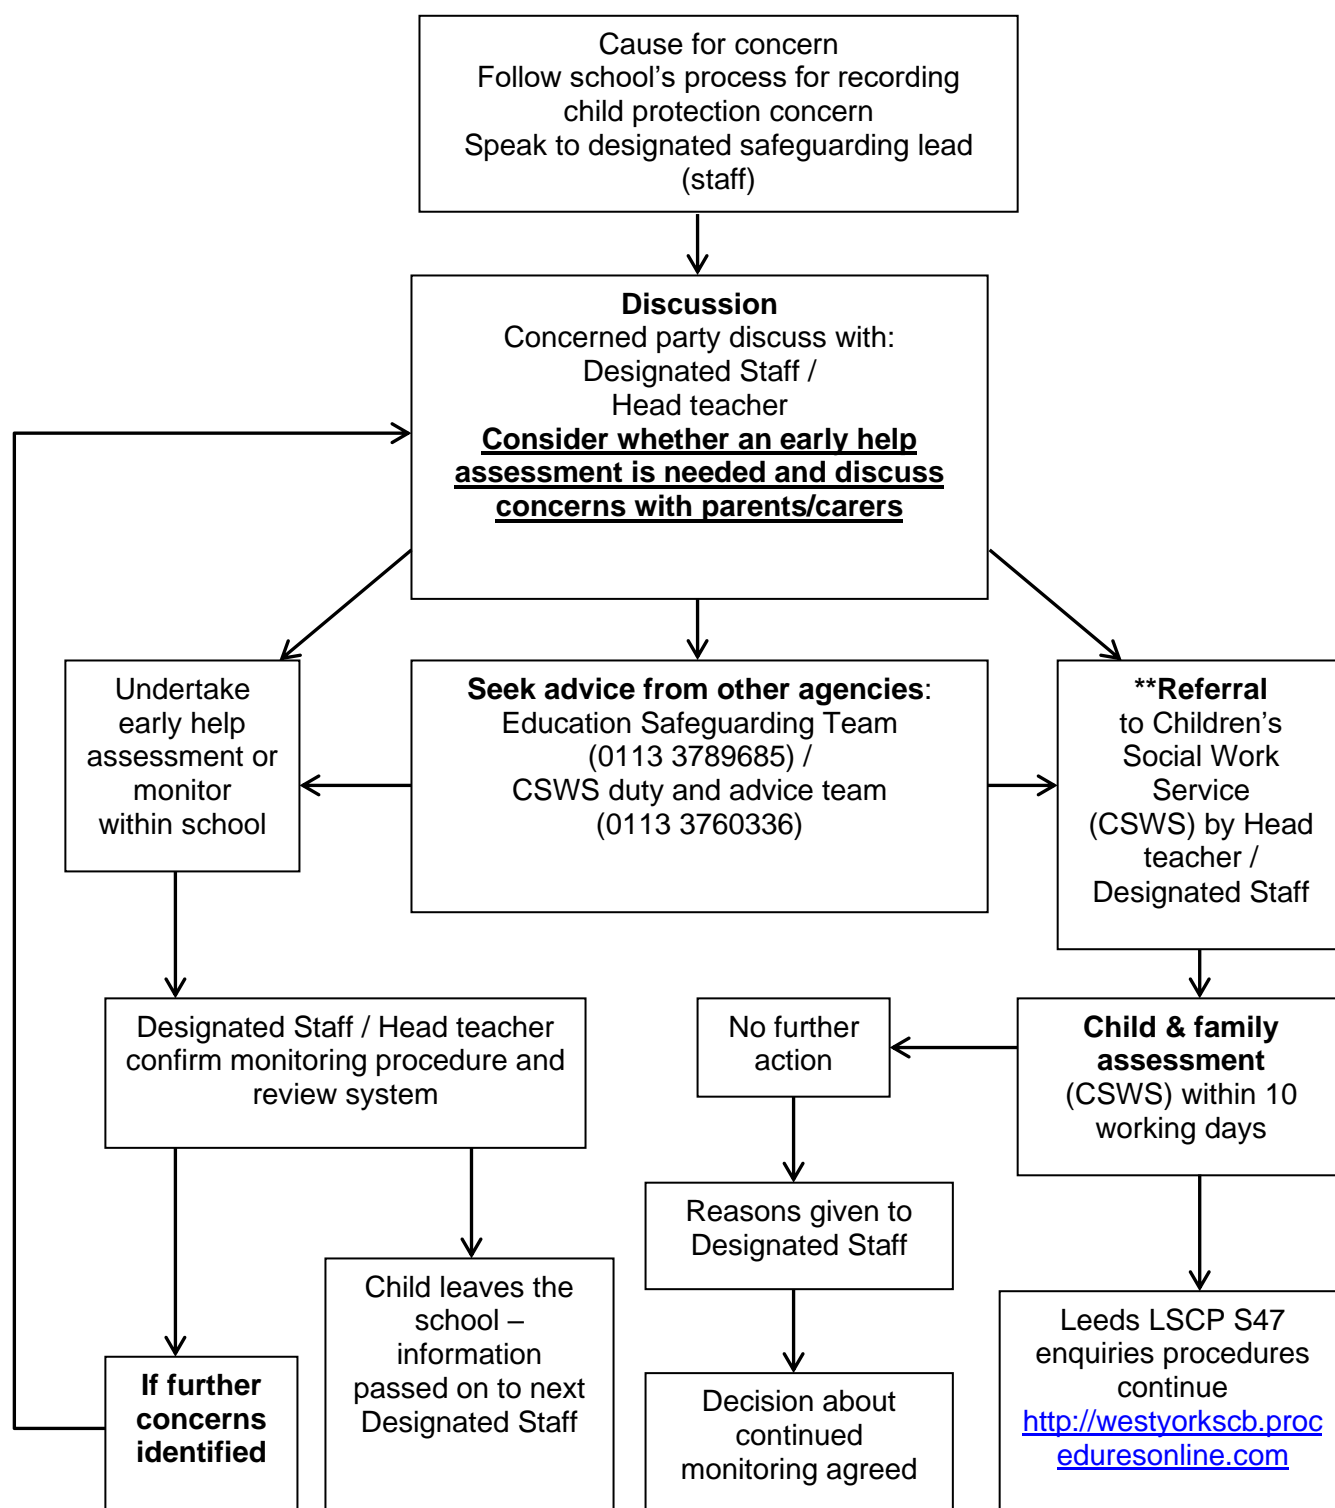 Cause for concern
Follow school’s process for recording
child protection concern
Speak to designated safeguarding lead
(staff)
Discussion
Concerned party discuss with:
Designated Staff /
Head teacher
Consider whether an early help
assessment is needed and discuss
concerns with parents/carers
Undertake
early help
assessment or
monitor
within school
Seek advice from other agencies:
Education Safeguarding Team
(0113 3789685) /
CSWS duty and advice team
(0113 3760336)
**Referral
to Children’s
Social Work
Service
(CSWS) by Head
teacher /
Designated Staff
Designated Staff / Head teacher
confirm monitoring procedure and
review system
No further
action
Child & family
assessment
(CSWS) within 10
working days
Reasons given to
Designated Staff
Child leaves the
school –
information
passed on to next
Designated Staff
Leeds LSCP S47
enquiries procedures
continue
http://westyorkscb.proc
eduresonline.com
If further
concerns
identified
Decision about
continued
monitoring agreed